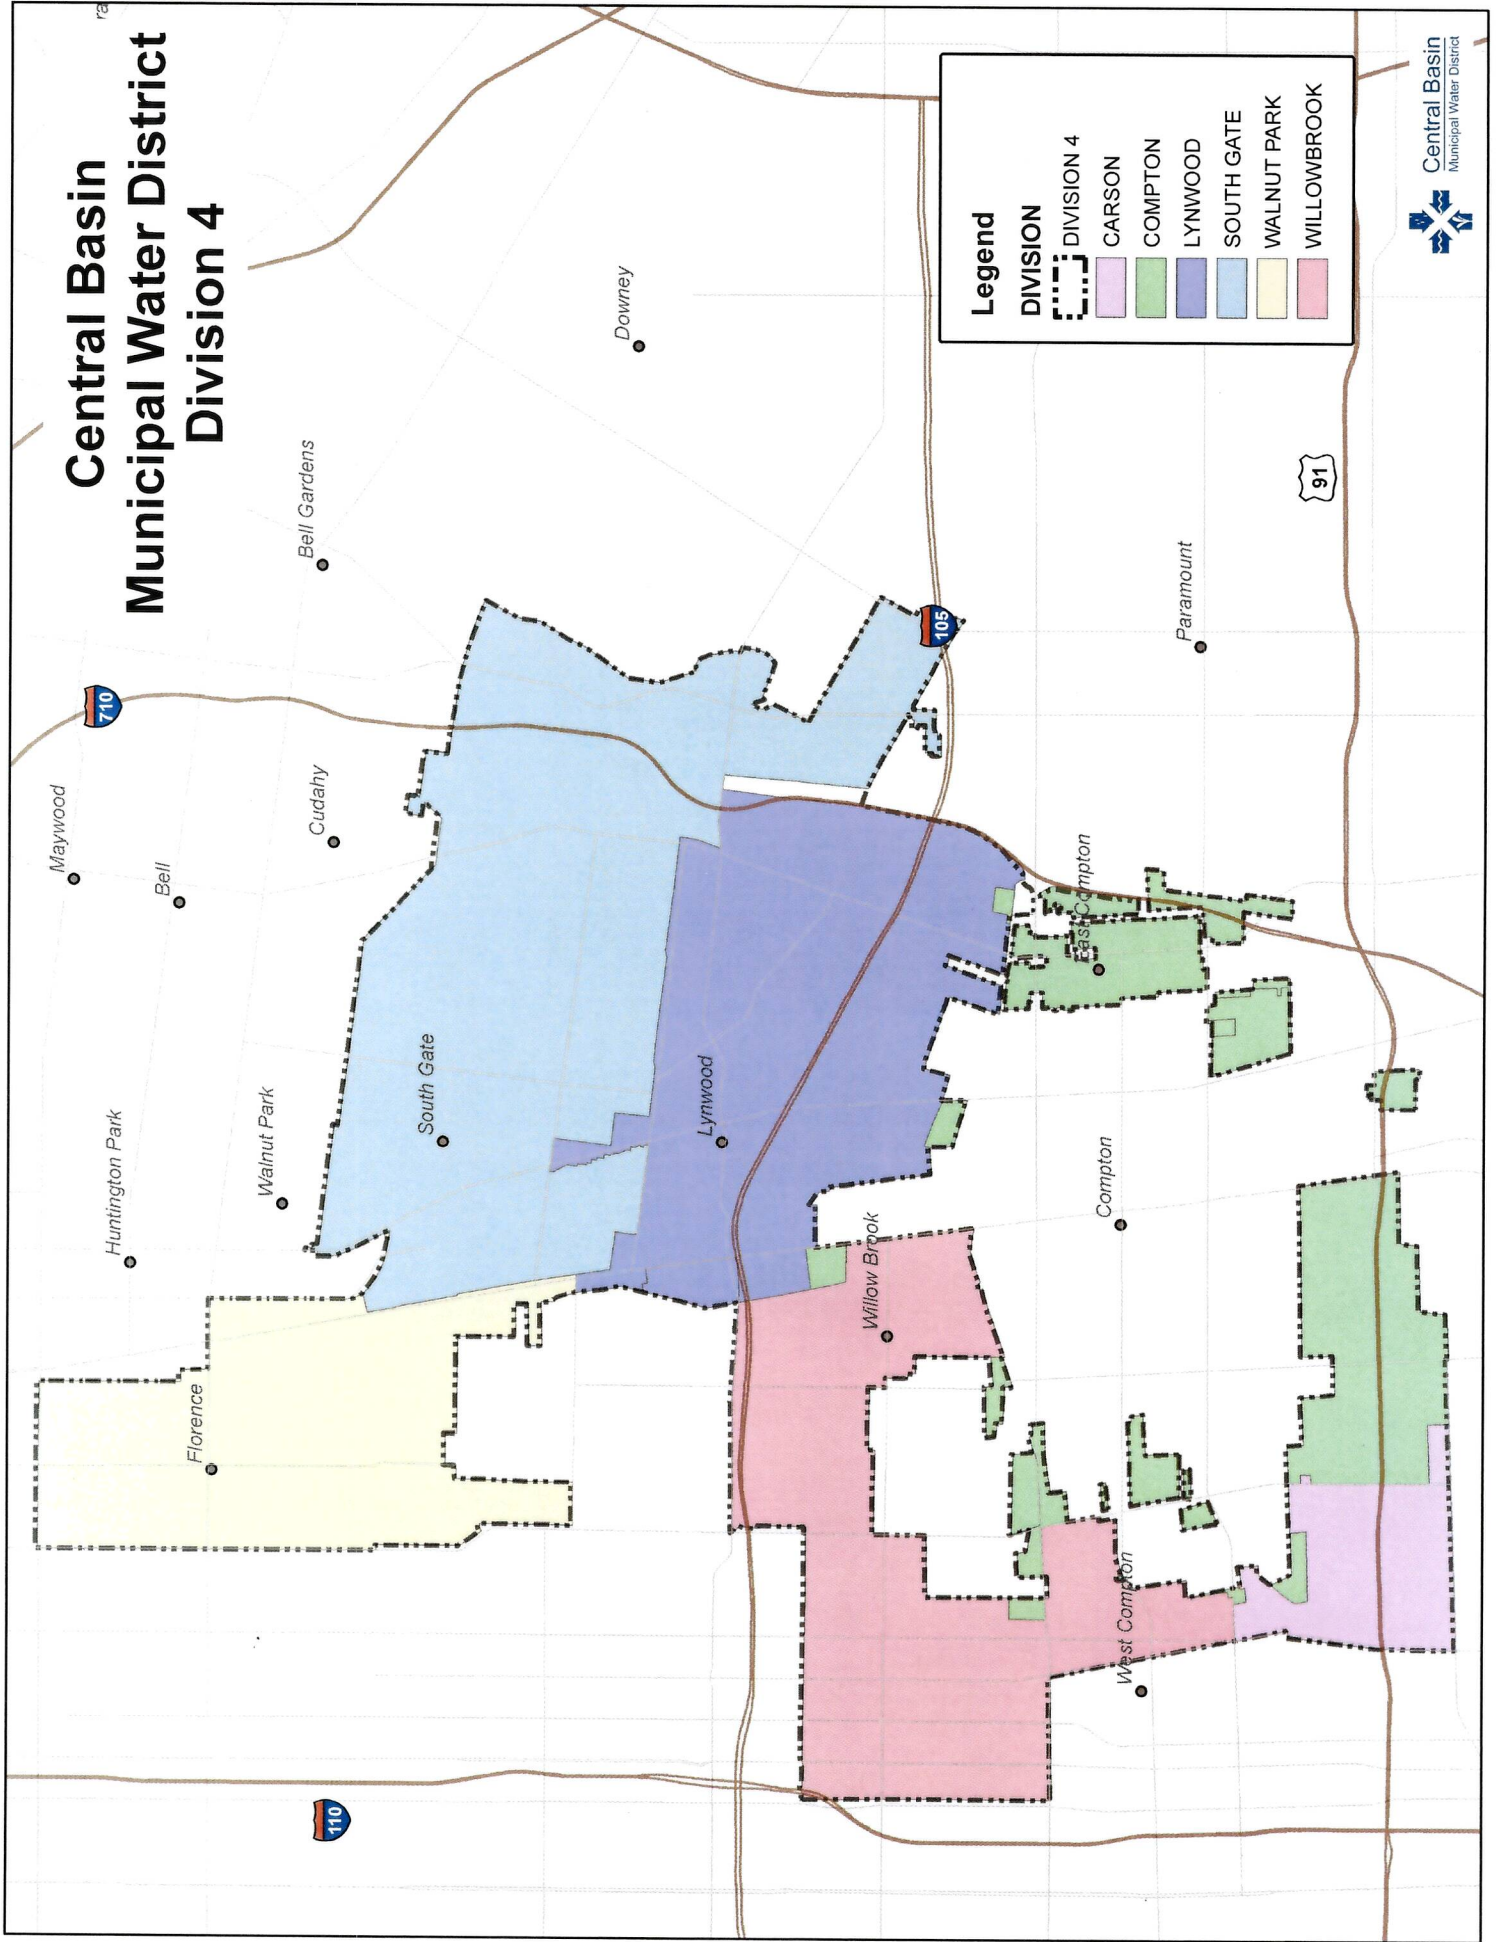 Central Basin
Municipal Water District
Division 4
ra
Maywood
Bell
Huntington Park
Cudahy
Bell Gardens
Walnut Park
Florence
South Gate
Downey
Lynwood
Willow Brook
East Compton
Compton
West Compton
Paramount
710
105
110
91
Legend
DIVISION
DIVISION 4
CARSON
COMPTON
LYNWOOD
SOUTH GATE
WALNUT PARK
WILLOWBROOK
Central Basin
Municipal Water District